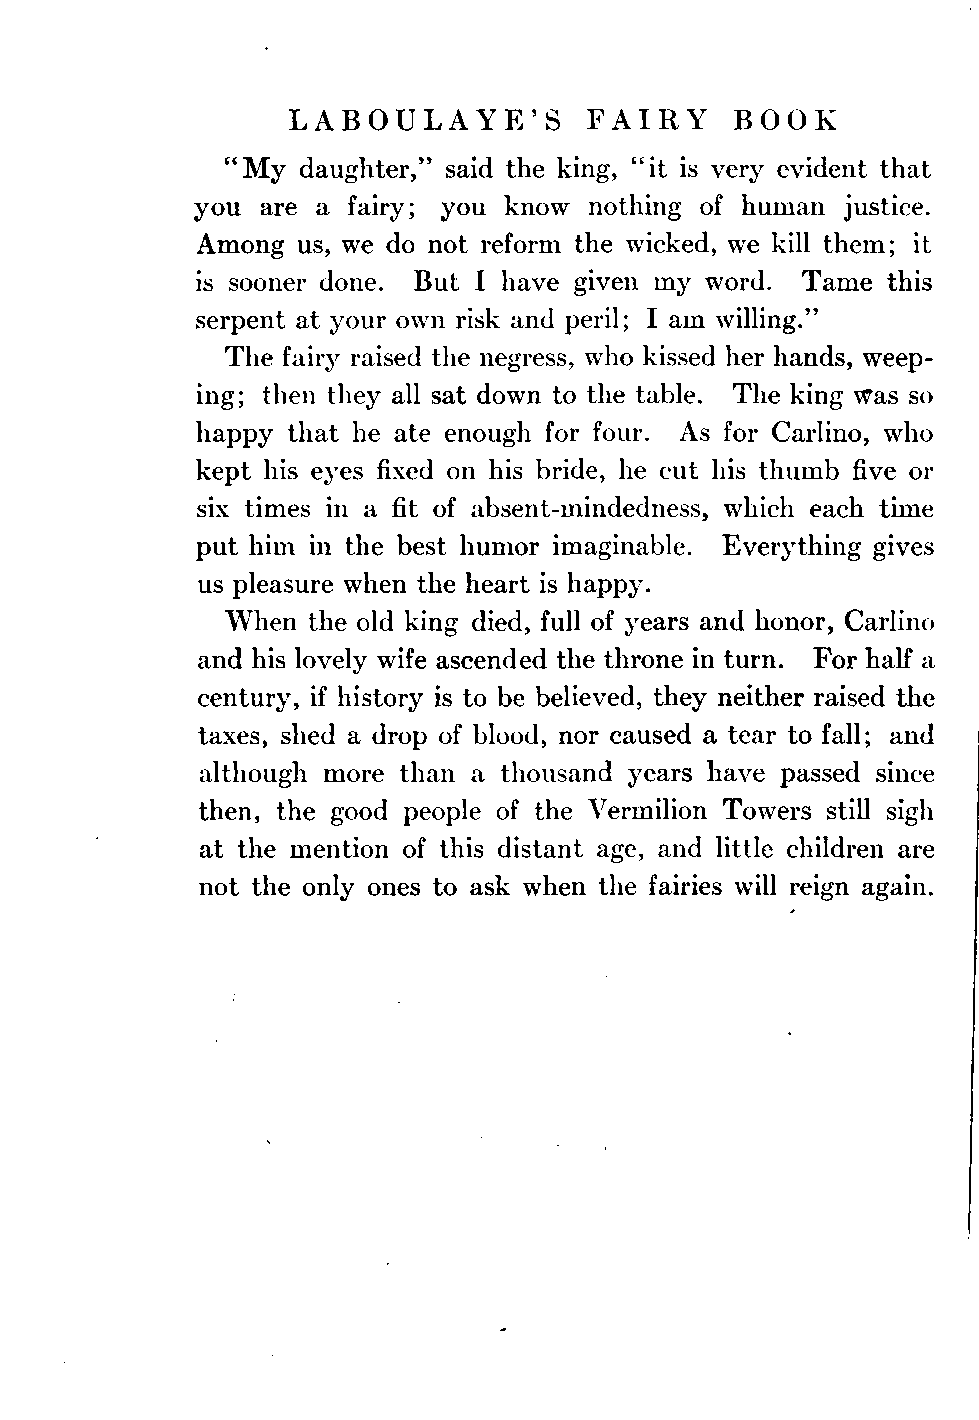 LABOULAYE'S FAIRY BOOK
"My daughter," said the king, "it is very evident that
you are a fairy; you know nothing of human justice.
Among us, we do not reform the wicked, we kill them; it
is sooner done. But I have given my word. Tame this
serpent at your own risk and peril; I am willing."
The fairy raised the negress, who kissed her hands, weep-
ing; then they all sat down to the table. The king was so
happy that he ate enough for four. As for Carlino, who
kept his eyes fixed on his bride, he cut his thumb five or
six times in a fit of absent-mindedness, which each time
put him in the best humor imaginable. Everything gives
us pleasure when the heart is happy.
When the old king died, full of years and honor, Carlino
and his lovely wife ascended the throne in turn. For half a
century, if history is to be believed, they neither raised the
taxes, shed a drop of blood, nor caused a tear to fall; and
although more than a thousand years have passed since
then, the good people of the Vermilion Towers still sigh
at the mention of this distant age, and little children are
not the only ones to ask when the fairies will reign again.